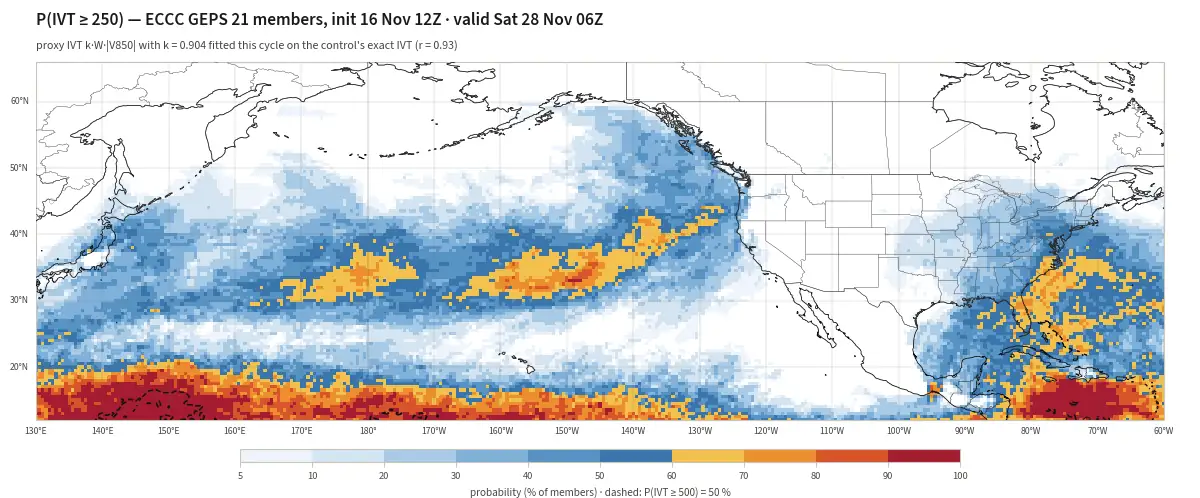 P(IVT ≥ 250) — ECCC GEPS 21 members, init 16 Nov 12Z · valid Sat 28 Nov 06Z
proxy IVT k·W·|V850| with k = 0.904 fitted this cycle on the control's exact IVT (r = 0.93)
60°N
50°N
40°N
30°N
20°N
130°E 140°E 150°E 160°E 170°E 180° 170°W 160°W 150°W 140°W 130°W 120°W 110°W 100°W 90°W 80°W 70°W 60°W
5 10 20 30 40 50 60 70 80 90 100
probability (% of members) · dashed: P(IVT ≥ 500) = 50 %